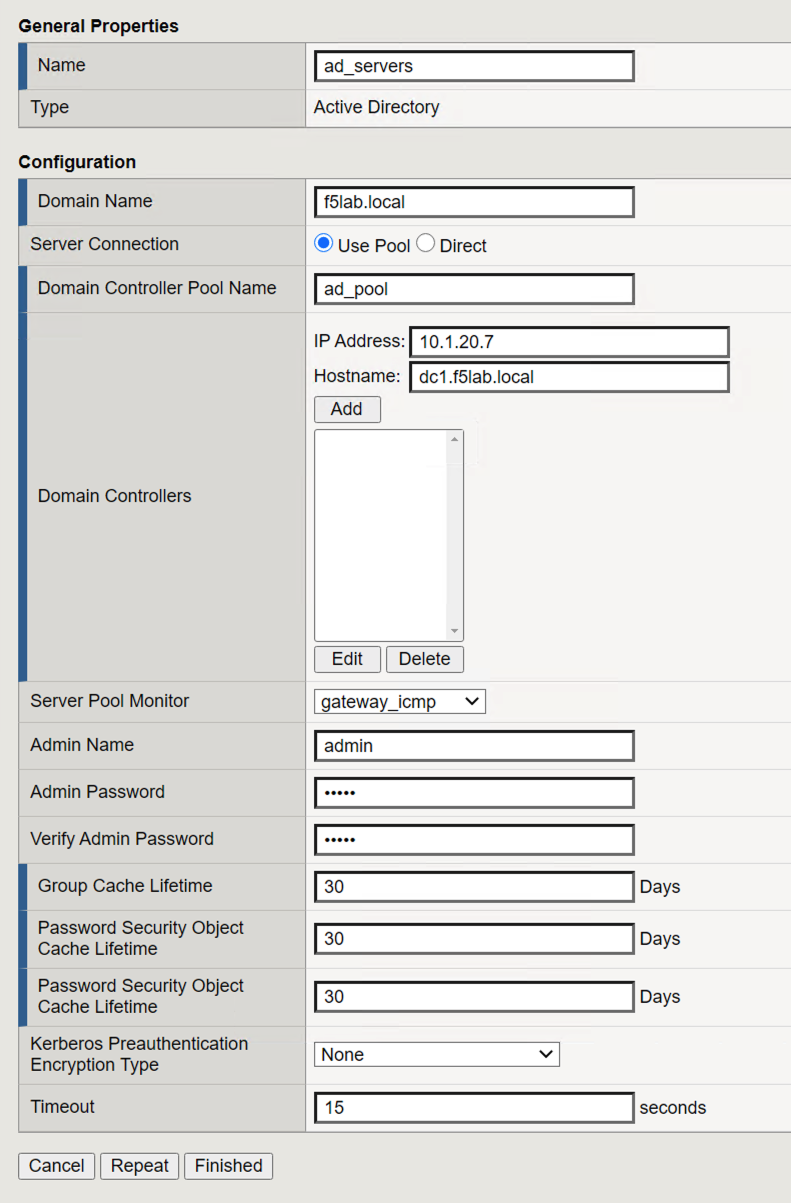 General Properties
Name ad_servers
Type Active Directory
Configuration
Domain Name f5lab.local
Server Connection Use Pool Direct
Domain Controller Pool Name ad_pool
IP Address: 10.1.20.7
Hostname: dc1.f5lab.local
Add
Domain Controllers
Edit Delete
Server Pool Monitor gateway_icmp
Admin Name admin
Admin Password •••••
Verify Admin Password •••••
Group Cache Lifetime 30 Days
Password Security Object
Cache Lifetime 30 Days
Password Security Object
Cache Lifetime 30 Days
Kerberos Preauthentication
Encryption Type None
Timeout 15 seconds
Cancel Repeat Finished